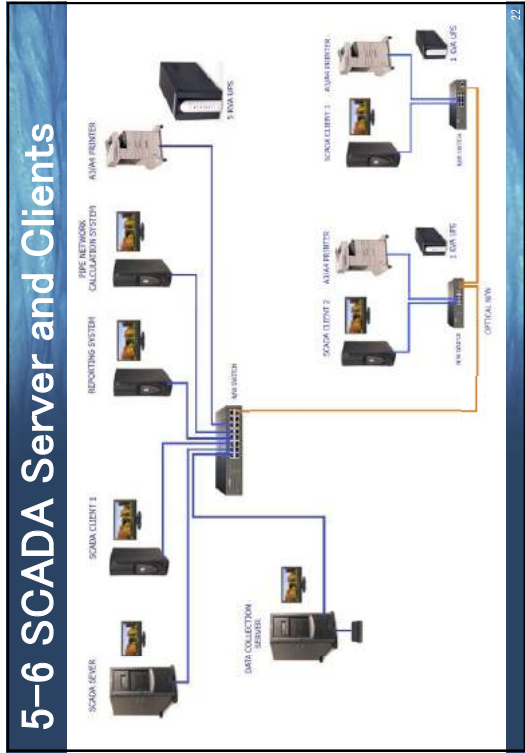 5-6 SCADA Server and Clients
SCADA SEVER
SCADA CLIENT 1
REPORTING SYSTEM
PIPE NETWORK
CALCULATION SYSTEM
A3/A4 PRINTER
5 KVA UPS
N/W SWITCH
DATA COLLECTION
SERVER
SCADA CLIENT 2
A3/A4 PRINTER
1 KVA UPS
N/W SWITCH
SCADA CLIENT 3
A3/A4 PRINTER
1 KVA UPS
N/W SWITCH
OPTICAL N/W
22